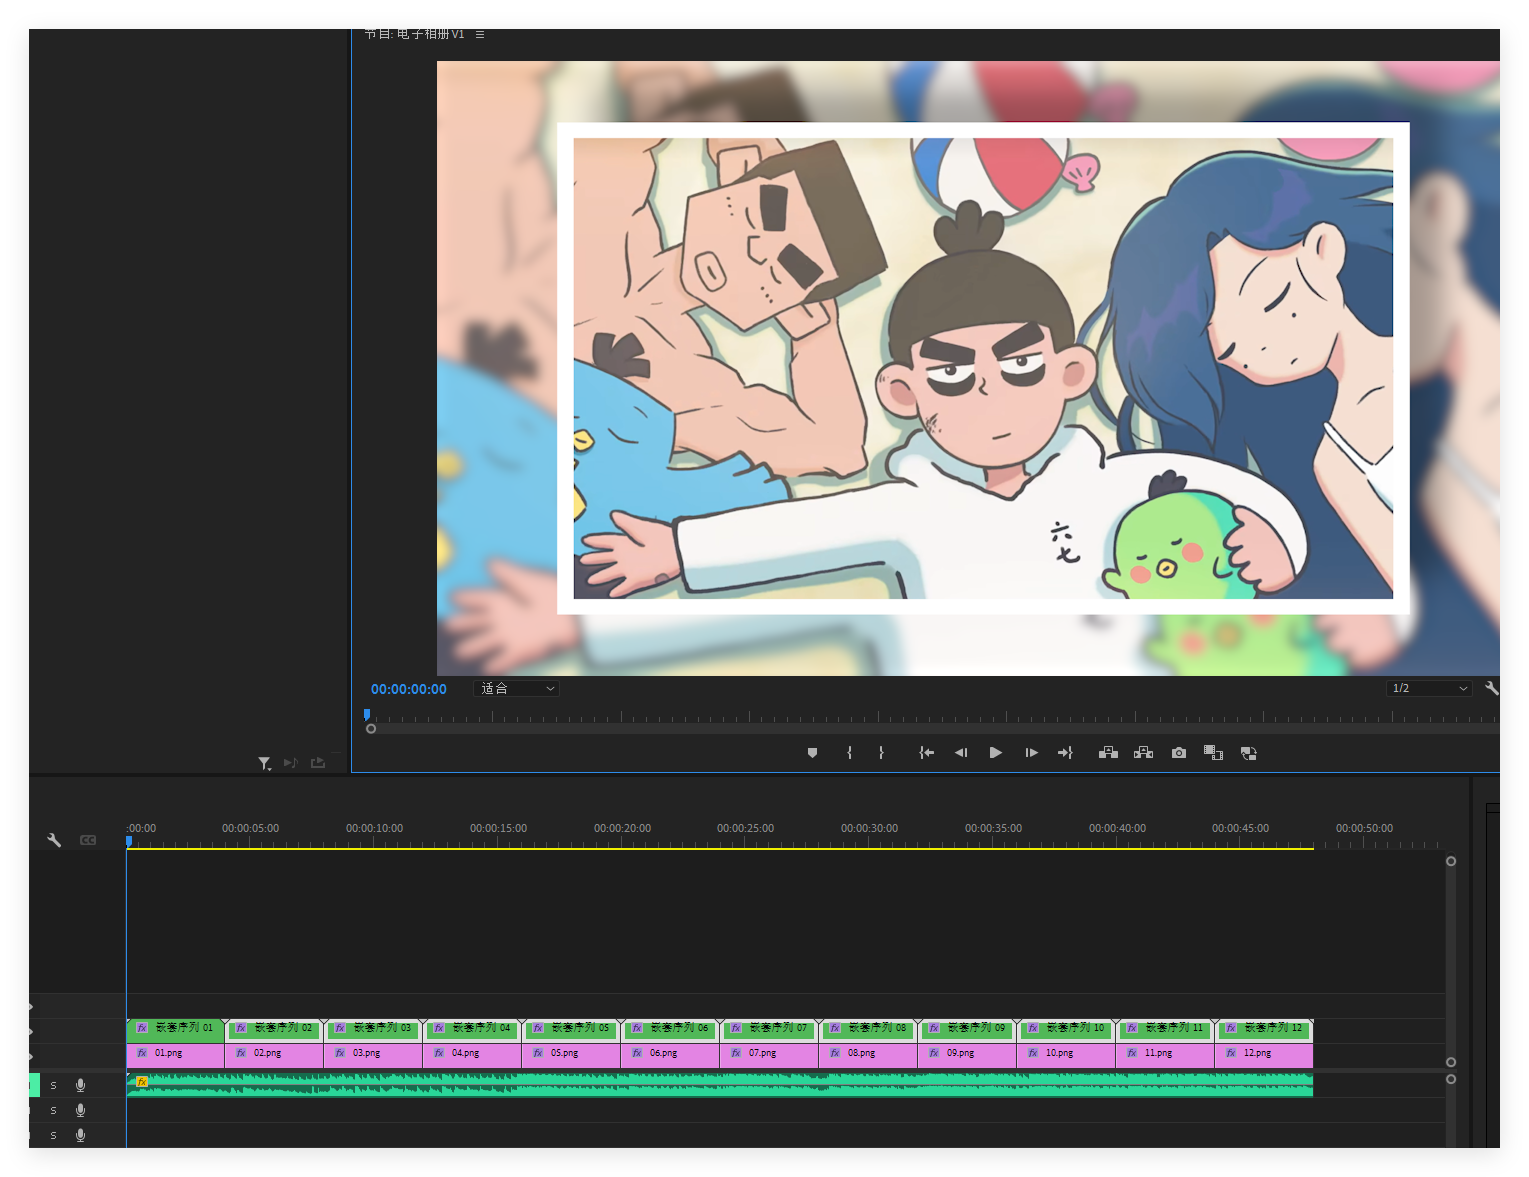 节目: 电子相册V1
六
七
00:00:00:00
适合
1/2
:00:00
00:00:05:00
00:00:10:00
00:00:15:00
00:00:20:00
00:00:25:00
00:00:30:00
00:00:35:00
00:00:40:00
00:00:45:00
00:00:50:00
CC
fx 嵌套序列 01
fx 嵌套序列 02
fx 嵌套序列 03
fx 嵌套序列 04
fx 嵌套序列 05
fx 嵌套序列 06
fx 嵌套序列 07
fx 嵌套序列 08
fx 嵌套序列 09
fx 嵌套序列 10
fx 嵌套序列 11
fx 嵌套序列 12
fx 01.png
fx 02.png
fx 03.png
fx 04.png
fx 05.png
fx 06.png
fx 07.png
fx 08.png
fx 09.png
fx 10.png
fx 11.png
fx 12.png
S
fx
S
S